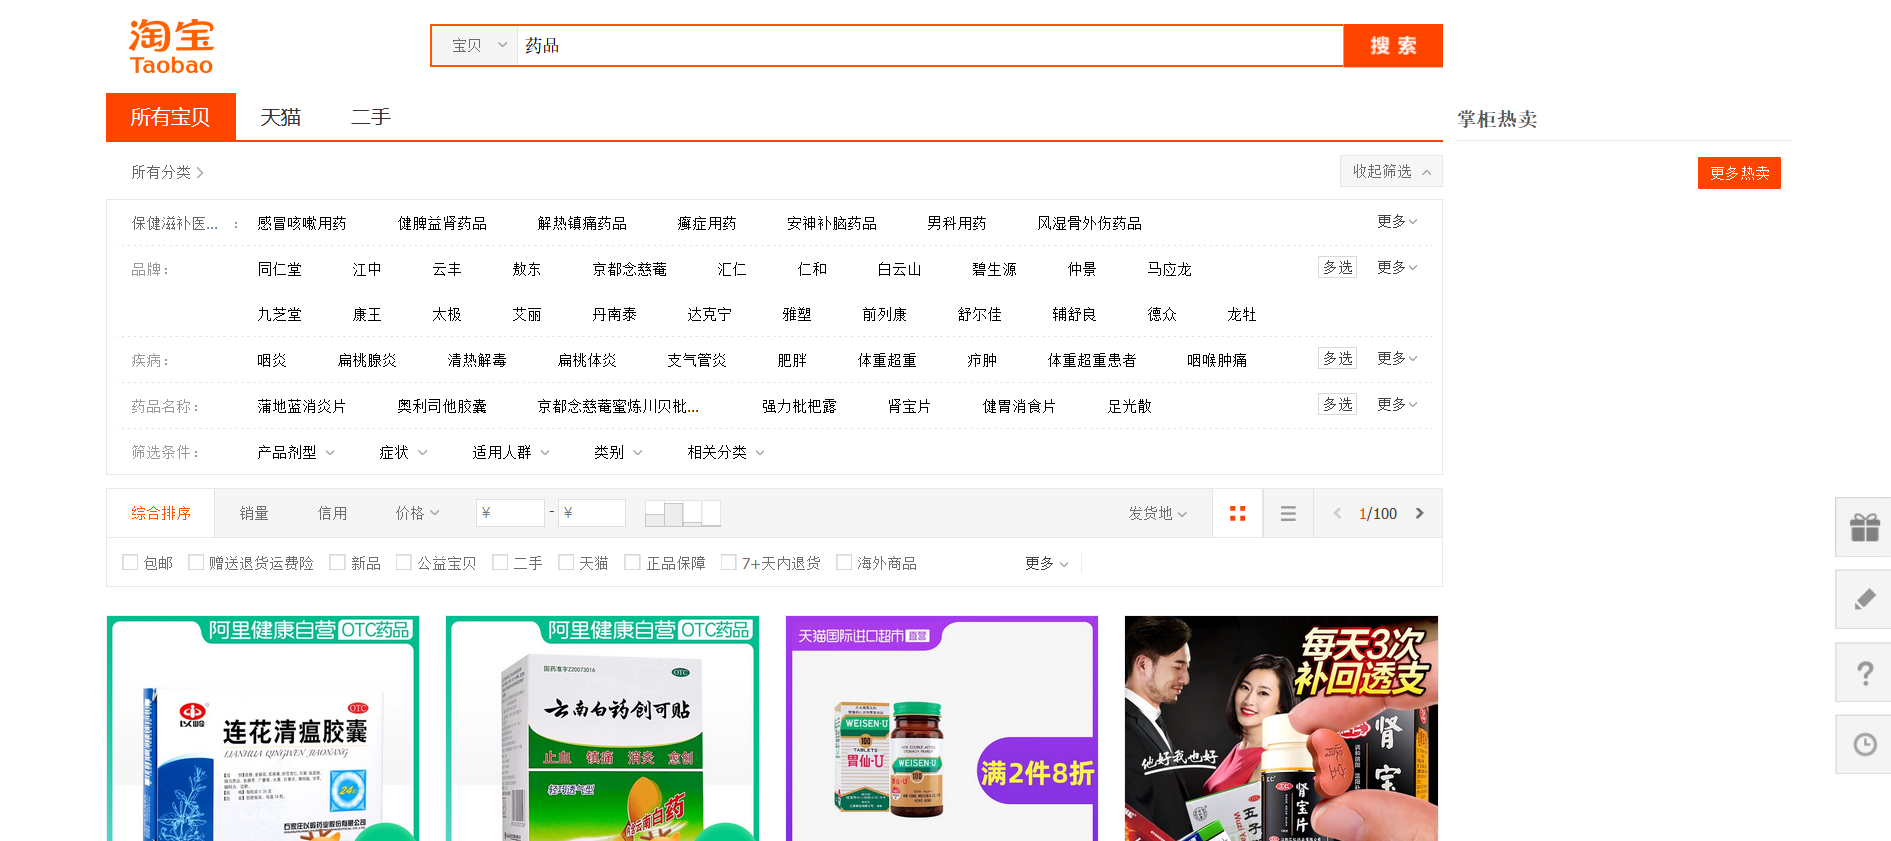 淘宝
Taobao
宝贝 药品 搜 索
所有宝贝 天猫 二手
掌柜热卖
所有分类
收起筛选
更多热卖
保健滋补医... : 感冒咳嗽用药 健脾益肾药品 解热镇痛药品 癣症用药 安神补脑药品 男科用药 风湿骨外伤药品 更多
品牌: 同仁堂 江中 云丰 敖东 京都念慈菴 汇仁 仁和 白云山 碧生源 仲景 马应龙 多选 更多
九芝堂 康王 太极 艾丽 丹南泰 达克宁 雅塑 前列康 舒尔佳 辅舒良 德众 龙牡
疾病: 咽炎 扁桃腺炎 清热解毒 扁桃体炎 支气管炎 肥胖 体重超重 疖肿 体重超重患者 咽喉肿痛 多选 更多
药品名称: 蒲地蓝消炎片 奥利司他胶囊 京都念慈菴蜜炼川贝枇... 强力枇杷露 肾宝片 健胃消食片 足光散 多选 更多
筛选条件: 产品剂型 症状 适用人群 类别 相关分类
综合排序 销量 信用 价格 ¥ - ¥ 发货地 1/100
包邮 赠送退货运费险 新品 公益宝贝 二手 天猫 正品保障 7+天内退货 海外商品 更多
阿里健康自营 OTC药品
以岭
OTC
连花清瘟胶囊
LIANHUA QINGWEN JIAONANG
24粒
石家庄以岭药业股份有限公司
阿里健康自营 OTC药品
国药准字Z20073016
OTC
云南白药创可贴
止血 镇痛 消炎 愈创
轻巧透气型
含云南白药
天猫国际进口超市 直营
WEISEN-U
100
TABLETS
胃仙-U
WEISEN-U
100
胃仙-U
满2件8折
每天3次
补回透支
他好我也好
肾宝
肾宝片
五子